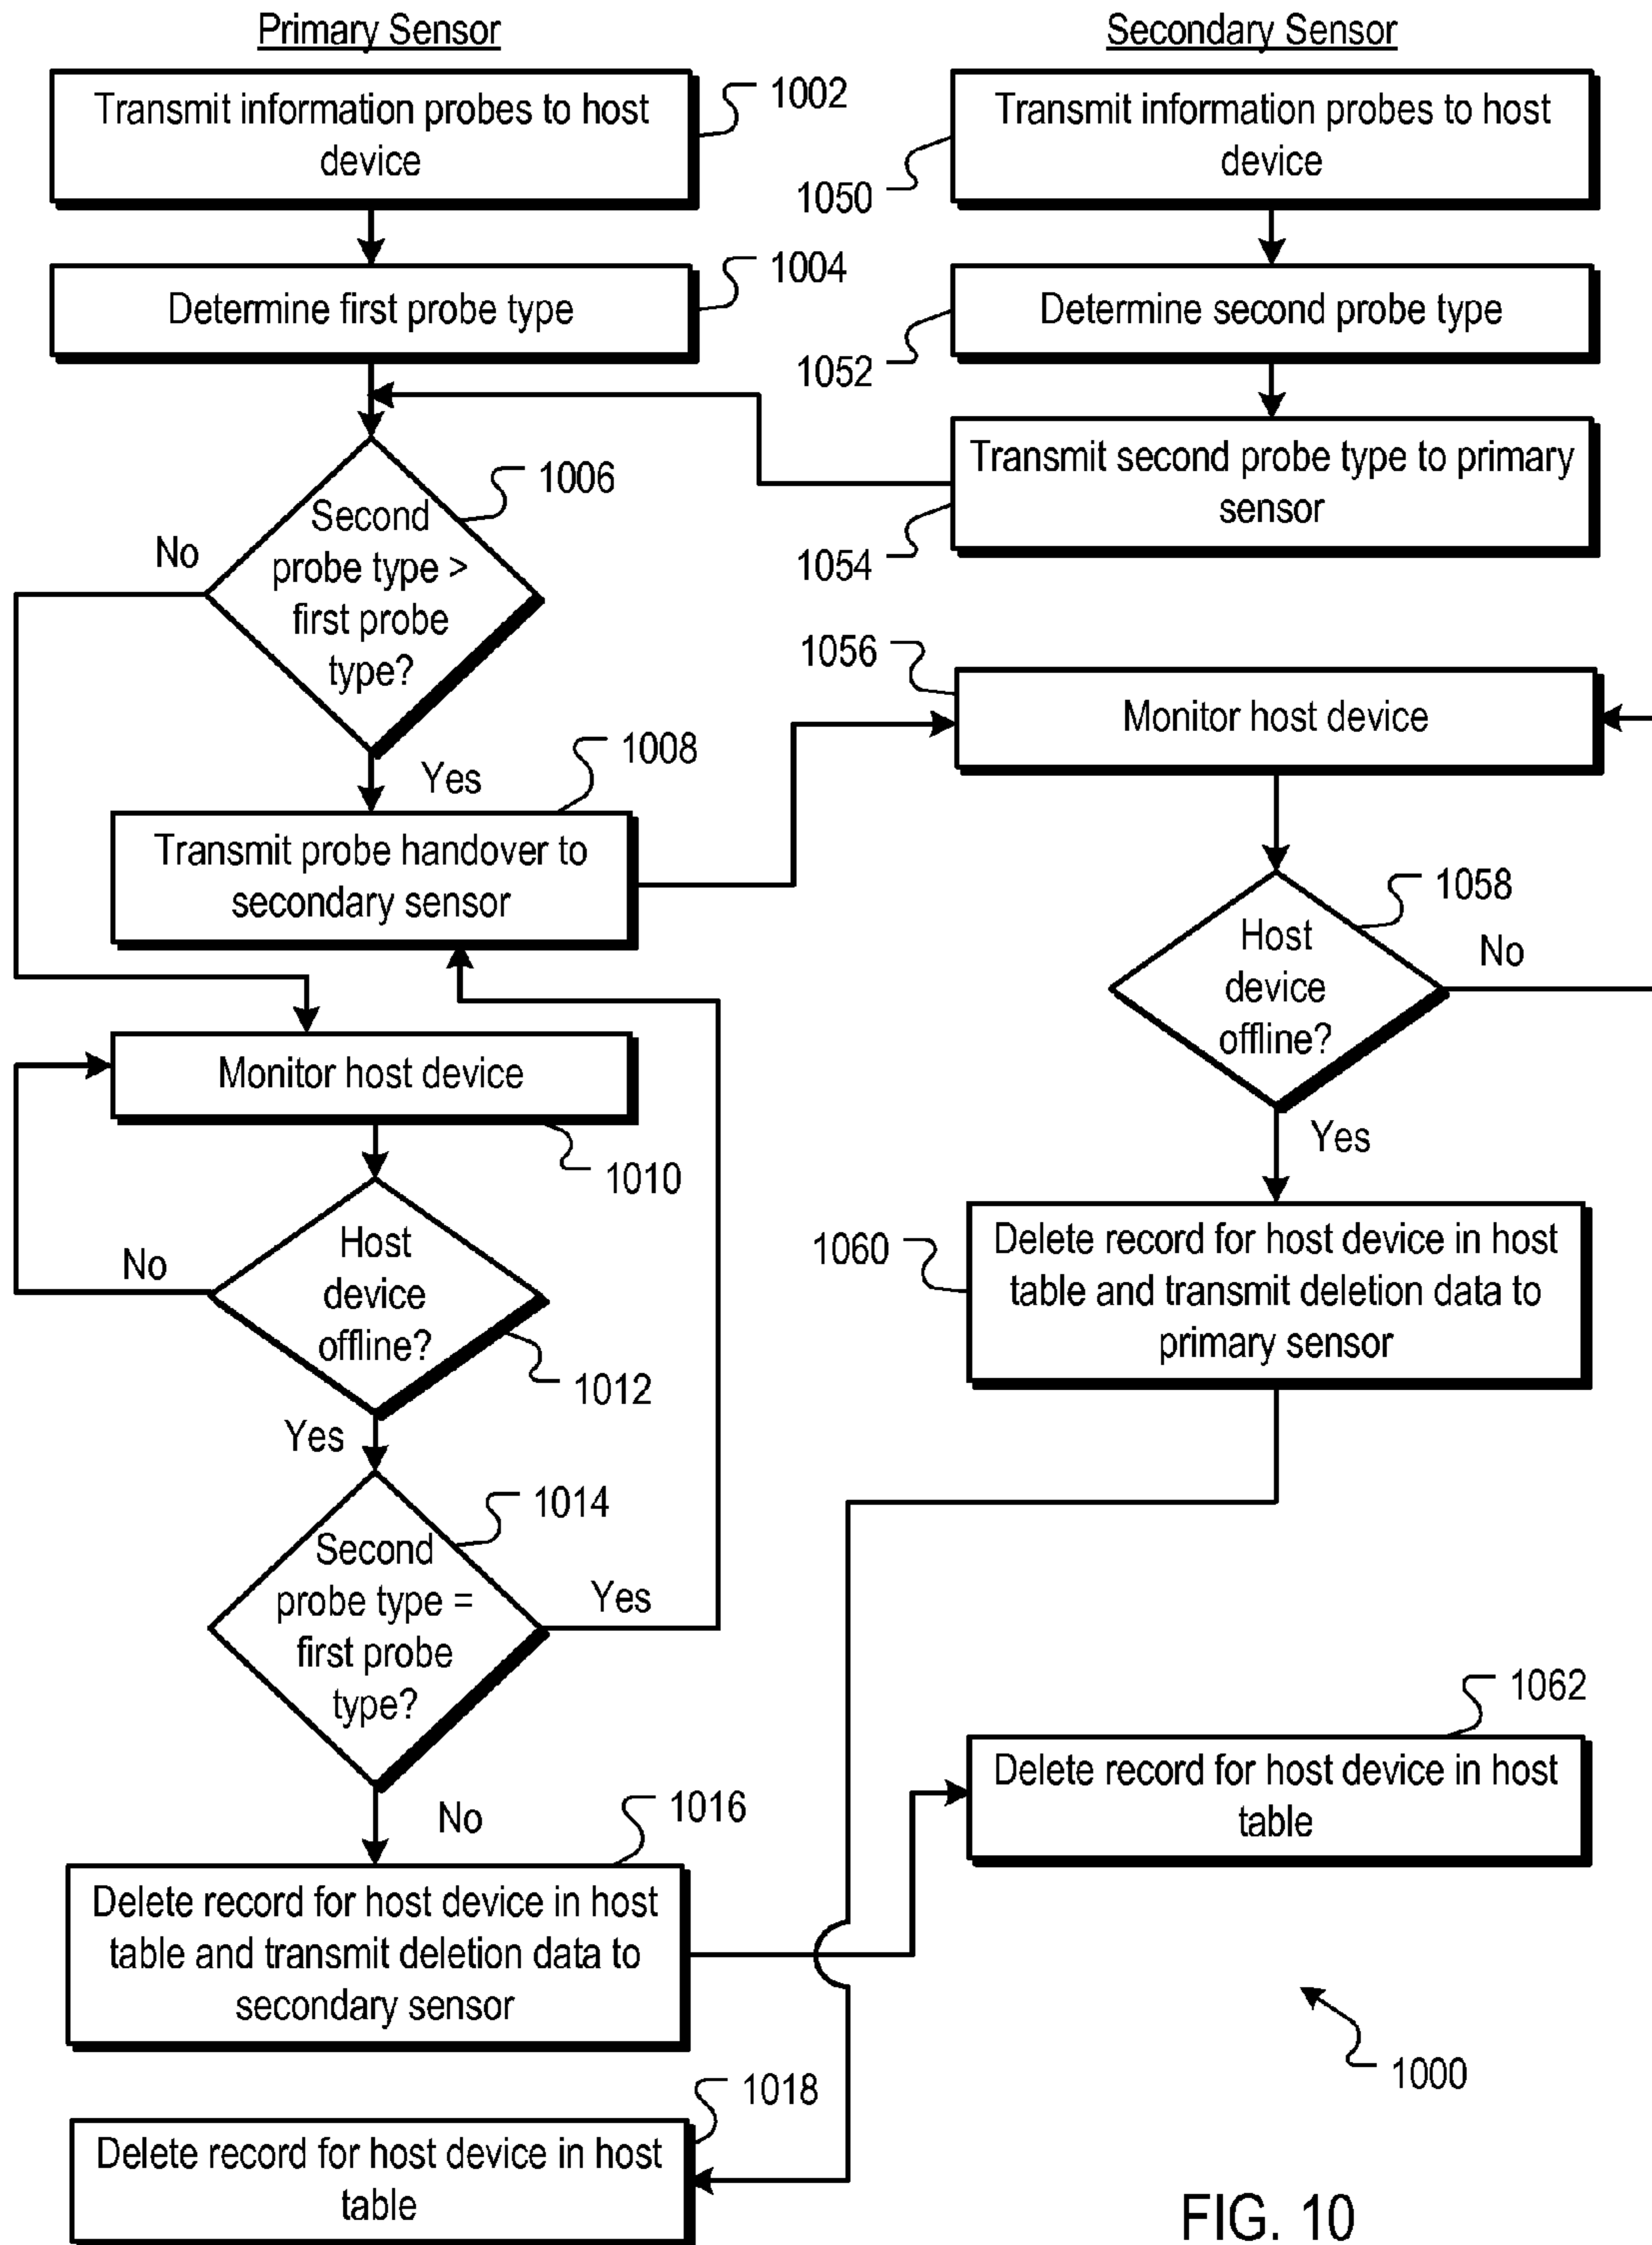 Primary Sensor
Secondary Sensor
Transmit information probes to host
device
1002
Transmit information probes to host
device
1050
Determine first probe type
1004
Determine second probe type
1052
Transmit second probe type to primary
sensor
1054
Second
probe type >
first probe
type?
1006
No
Yes
Transmit probe handover to
secondary sensor
1008
1056
Monitor host device
Host
device
offline?
1058
No
Yes
Monitor host device
1010
Host
device
offline?
1012
No
Yes
1060
Delete record for host device in host
table and transmit deletion data to
primary sensor
Second
probe type =
first probe
type?
1014
Yes
No
1062
Delete record for host device in host
table
1016
Delete record for host device in host
table and transmit deletion data to
secondary sensor
1000
1018
Delete record for host device in host
table
FIG. 10